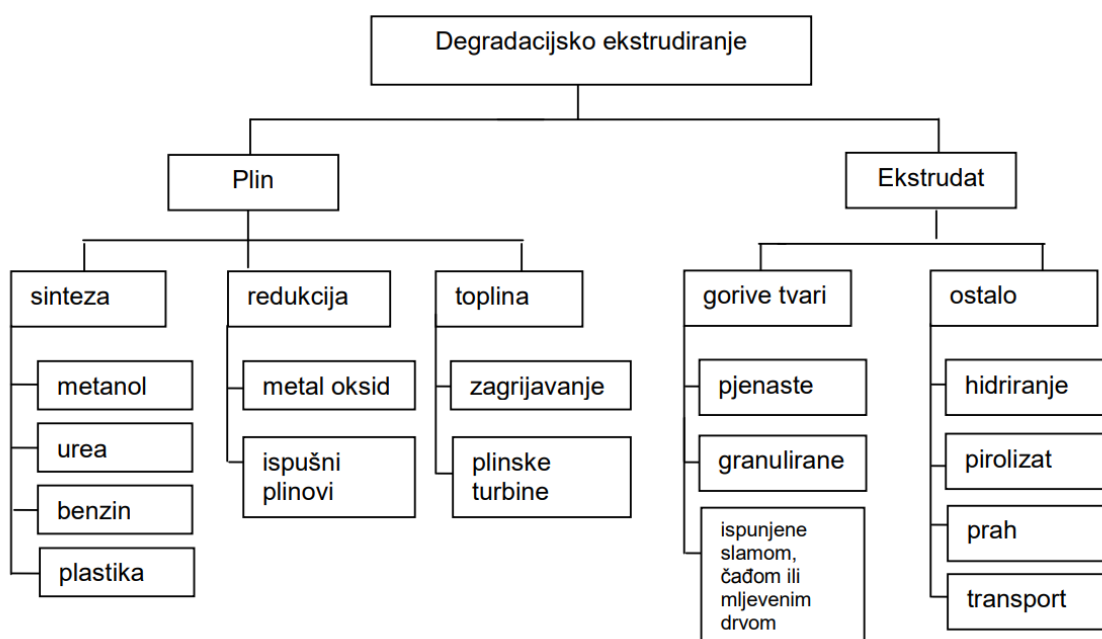 Degradacijsko ekstrudiranje
Plin
Ekstrudat
sinteza
redukcija
toplina
gorive tvari
ostalo
metanol
urea
benzin
plastika
metal oksid
ispušni
plinovi
zagrijavanje
plinske
turbine
pjenaste
granulirane
ispunjene
slamom,
čađom ili
mljevenim
drvom
hidriranje
pirolizat
prah
transport